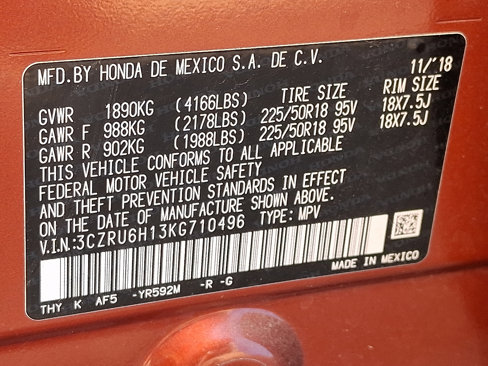 MFD.BY HONDA DE MEXICO S.A. DE C.V. 11/'18
TIRE SIZE RIM SIZE
GVWR 1890KG (4166LBS)
GAWR F 988KG (2178LBS) 225/50R18 95V 18X7.5J
GAWR R 902KG (1988LBS) 225/50R18 95V 18X7.5J
THIS VEHICLE CONFORMS TO ALL APPLICABLE
FEDERAL MOTOR VEHICLE SAFETY
AND THEFT PREVENTION STANDARDS IN EFFECT
ON THE DATE OF MANUFACTURE SHOWN ABOVE.
V.I.N:3CZRU6H13KG710496 TYPE: MPV
MADE IN MEXICO
THY K AF5 -YR592M -R -G